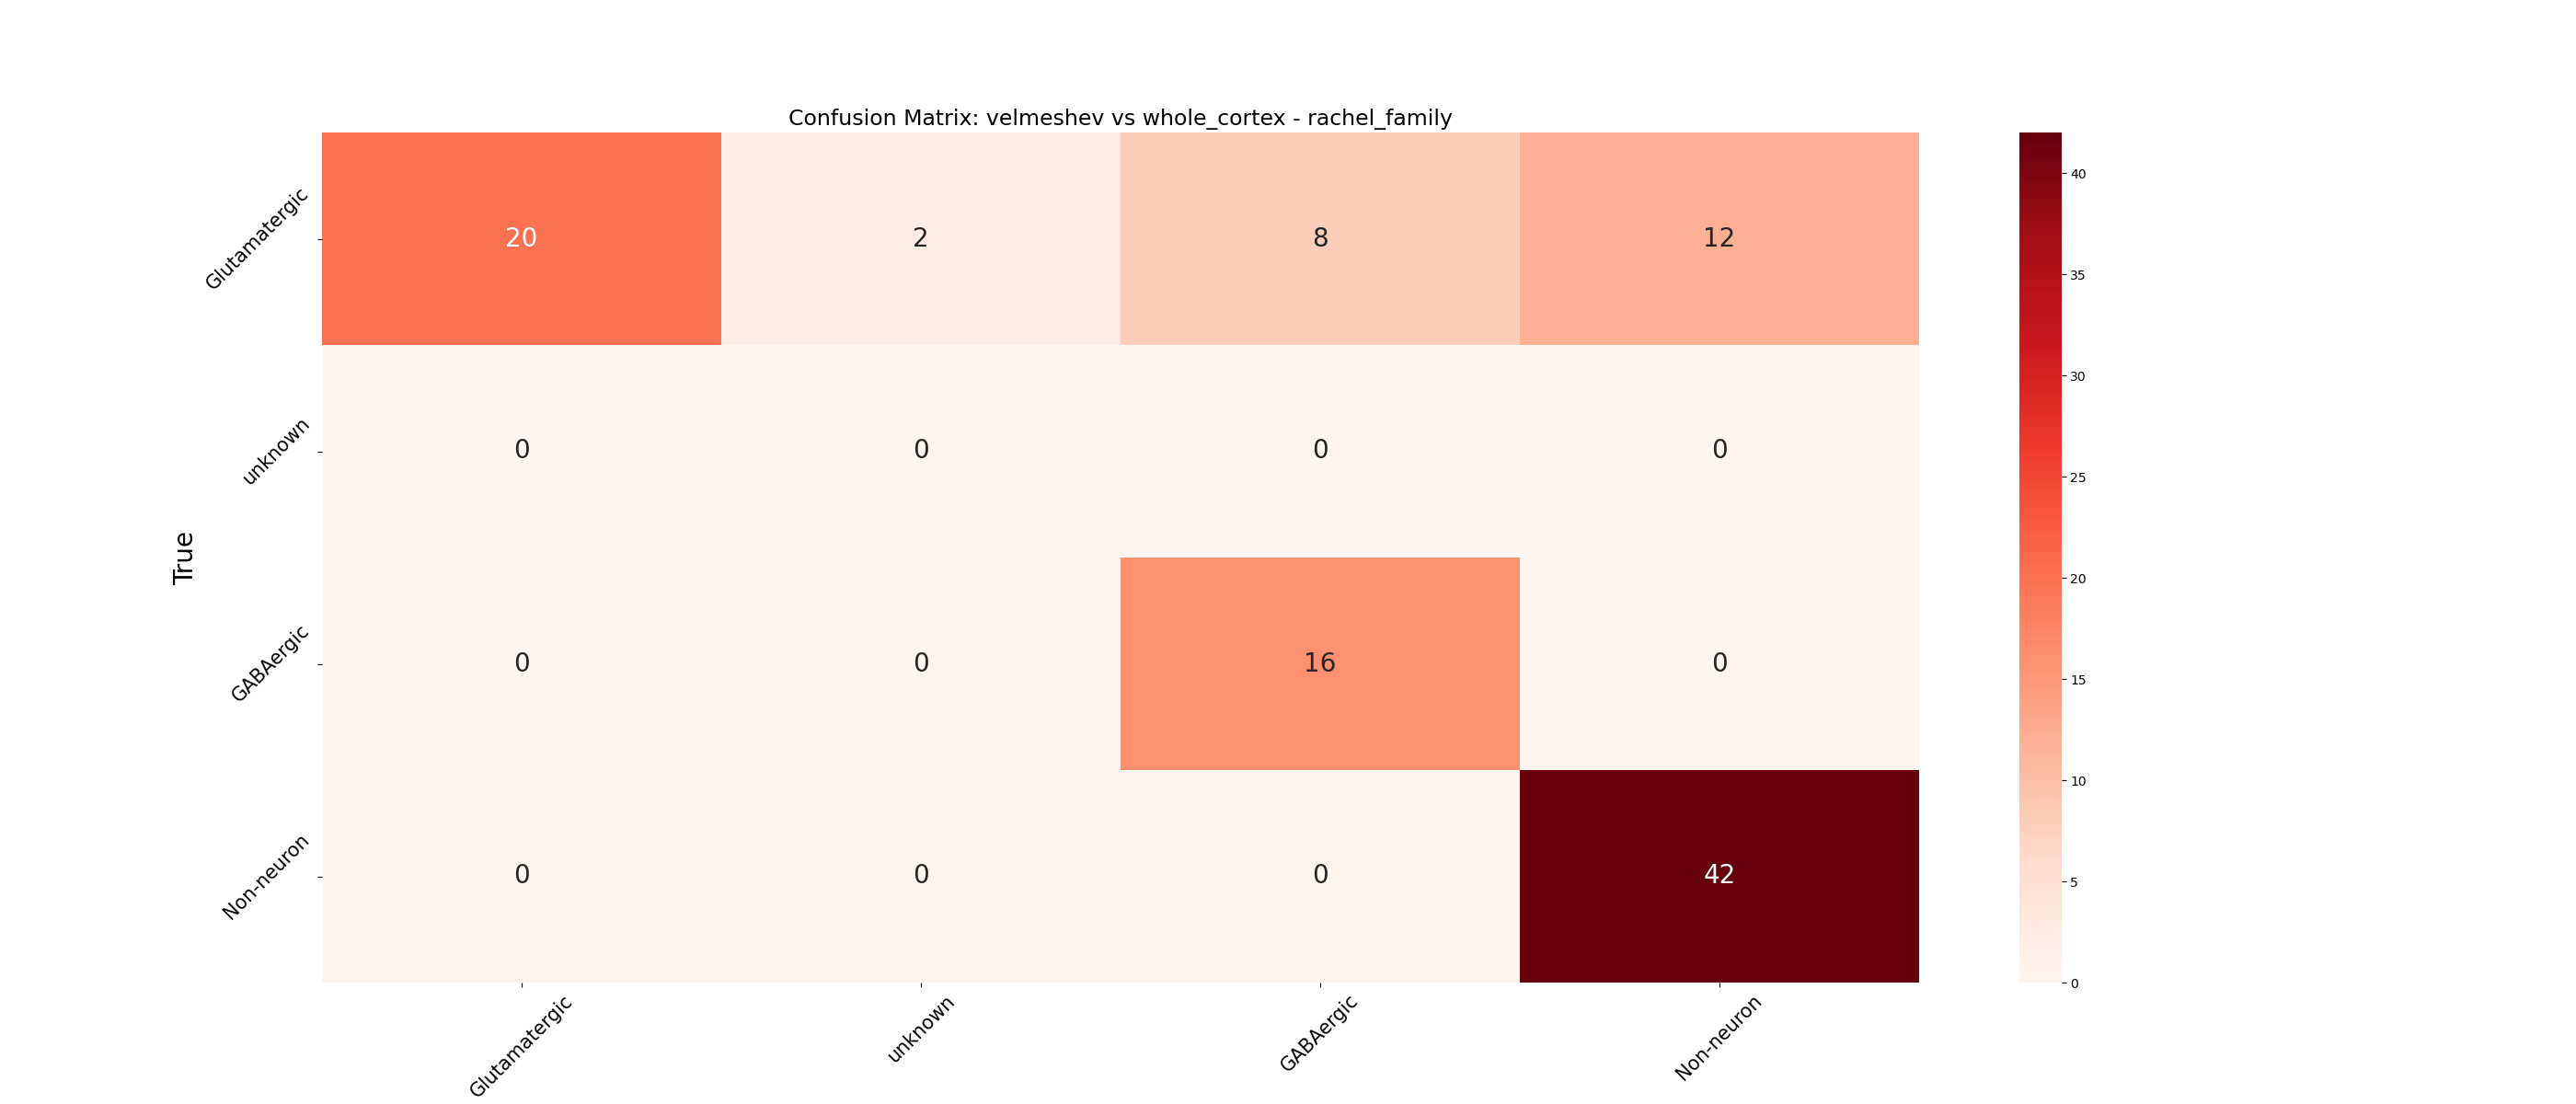 Confusion Matrix: velmeshev vs whole_cortex - rachel_family
True
Glutamatergic
20
2
8
12
unknown
0
0
0
0
GABAergic
0
0
16
0
Non-neuron
0
0
0
42
Glutamatergic
unknown
GABAergic
Non-neuron
40
35
30
25
20
15
10
5
0